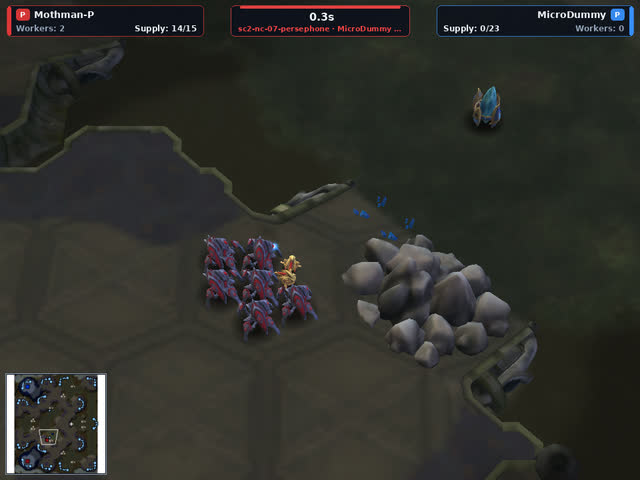 P Mothman-P
Workers: 2 Supply: 14/15
0.3s
sc2-nc-07-persephone · MicroDummy ...
MicroDummy P
Supply: 0/23 Workers: 0